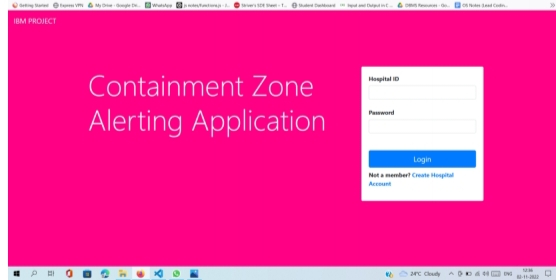 Getting Started
Express VPN
My Drive - Google Dri...
WhatsApp
js notes/functions.js - J...
Striver's SDE Sheet - T...
Student Dashboard
Input and Output in C ...
DBMS Resources - Go...
OS Notes (Lead Codin...
IBM PROJECT
Containment Zone
Alerting Application
Hospital ID
Password
Login
Not a member? Create Hospital
Account
24°C Cloudy
ENG
12:36
02-11-2022